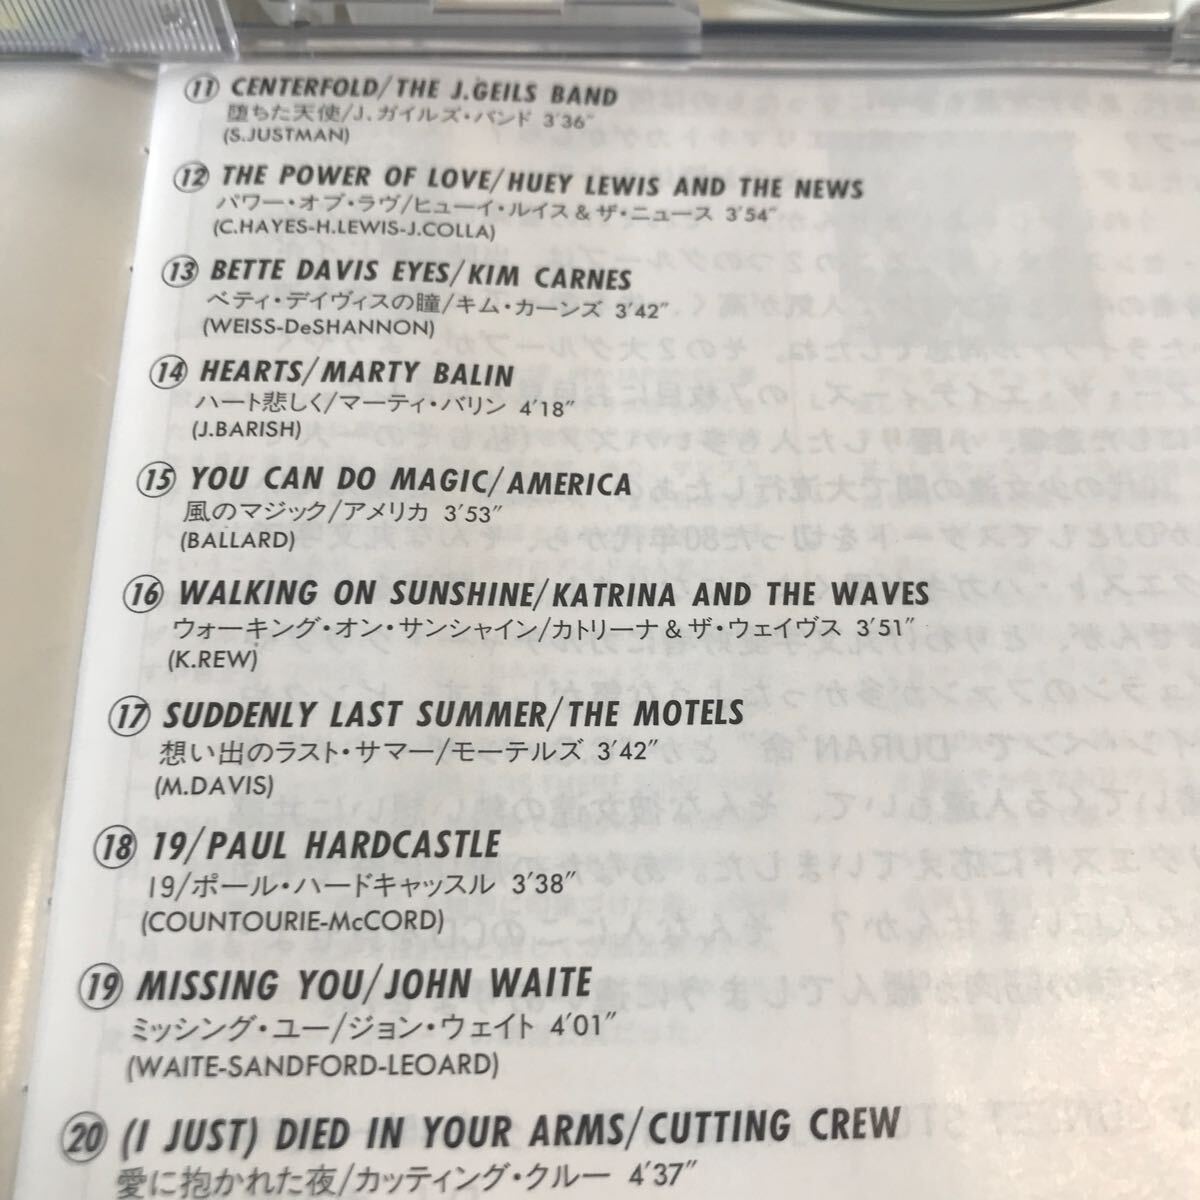 ⑪ CENTERFOLD/THE J.GEILS BAND
堕ちた天使/J.ガイルズ・バンド 3′36″
(S.JUSTMAN)
⑫ THE POWER OF LOVE/HUEY LEWIS AND THE NEWS
パワー・オブ・ラヴ/ヒューイ・ルイス&ザ・ニュース 3′54″
(C.HAYES-H.LEWIS-J.COLLA)
⑬ BETTE DAVIS EYES/KIM CARNES
ベティ・デイヴィスの瞳/キム・カーンズ 3′42″
(WEISS-DeSHANNON)
⑭ HEARTS/MARTY BALIN
ハート悲しく/マーティ・バリン 4′18″
(J.BARISH)
⑮ YOU CAN DO MAGIC/AMERICA
風のマジック/アメリカ 3′53″
(BALLARD)
⑯ WALKING ON SUNSHINE/KATRINA AND THE WAVES
ウォーキング・オン・サンシャイン/カトリーナ&ザ・ウェイヴス 3′51″
(K.REW)
⑰ SUDDENLY LAST SUMMER/THE MOTELS
想い出のラスト・サマー/モーテルズ 3′42″
(M.DAVIS)
⑱ 19/PAUL HARDCASTLE
19/ポール・ハードキャッスル 3′38″
(COUNTOURIE-McCORD)
⑲ MISSING YOU/JOHN WAITE
ミッシング・ユー/ジョン・ウェイト 4′01″
(WAITE-SANDFORD-LEOARD)
⑳ (I JUST) DIED IN YOUR ARMS/CUTTING CREW
愛に抱かれた夜/カッティング・クルー 4′37″